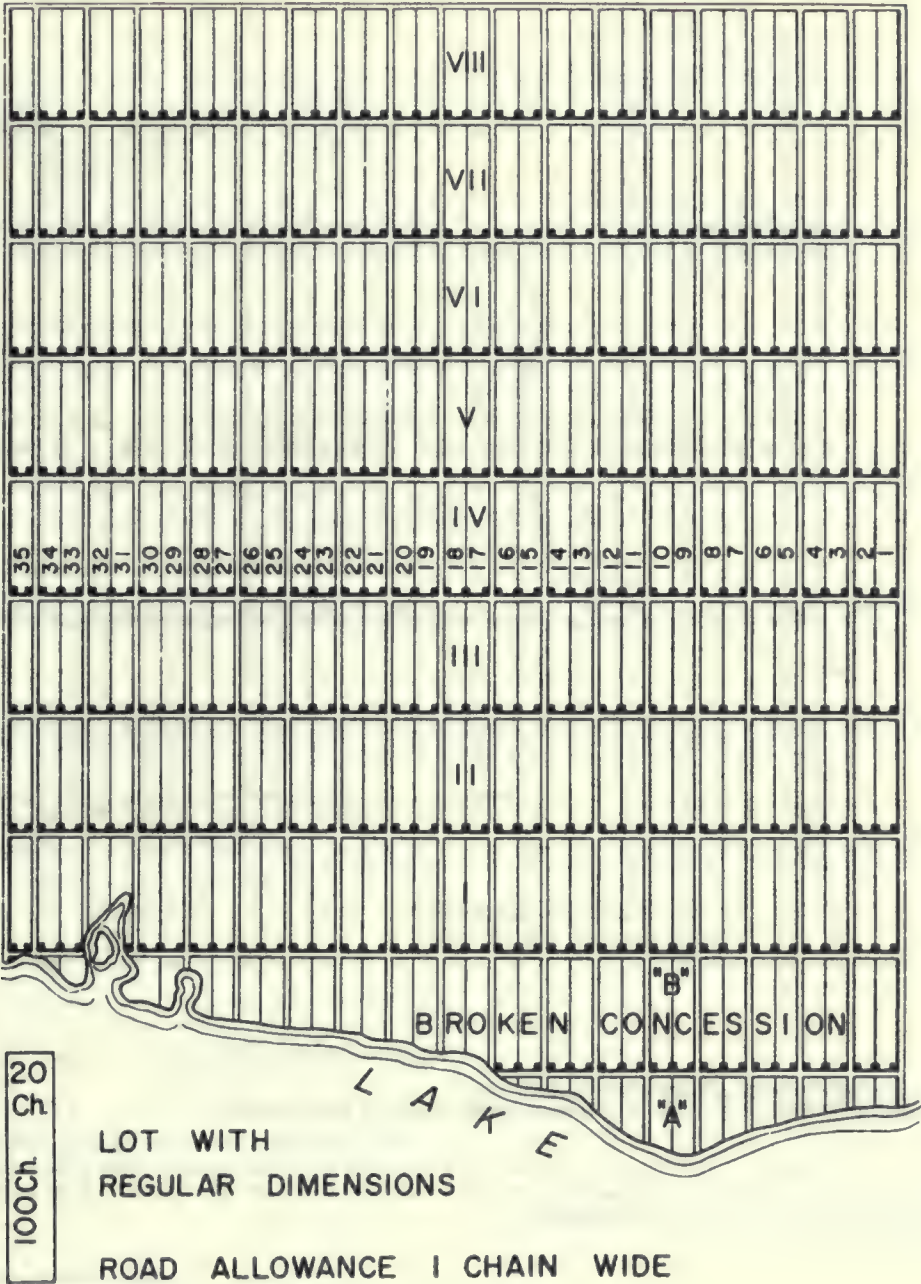 VIII
VII
VI
V
IV
35 34 33 32 31 30 29 28 27 26 25 24 23 22 21 20 19 18 17 16 15 14 13 12 11 10 9 8 7 6 5 4 3 2 1
III
II
I
"B"
BROKEN CONCESSION
"A"
LAKE
20
Ch.
100Ch.
LOT WITH
REGULAR DIMENSIONS
ROAD ALLOWANCE 1 CHAIN WIDE